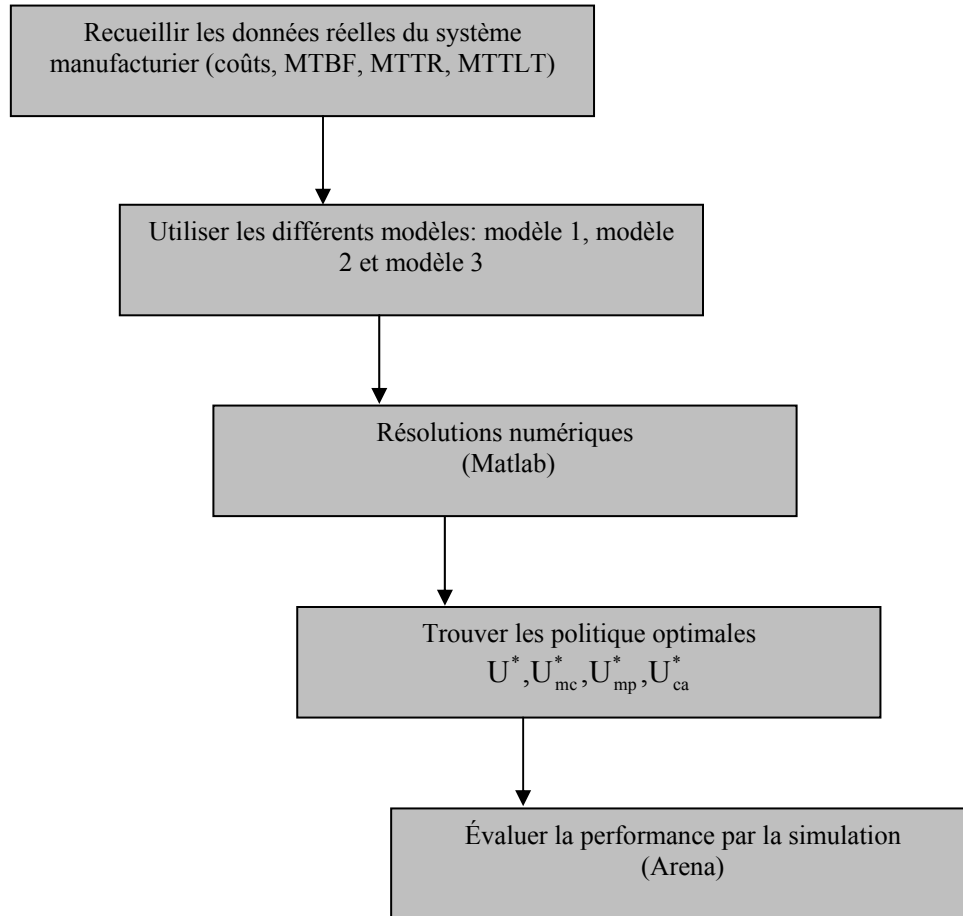 Recueillir les données réelles du système
manufacturier (coûts, MTBF, MTTR, MTTLT)
Utiliser les différents modèles: modèle 1, modèle
2 et modèle 3
Résolutions numériques
(Matlab)
Trouver les politique optimales
U*,U*mc,U*mp,U*ca
Évaluer la performance par la simulation
(Arena)